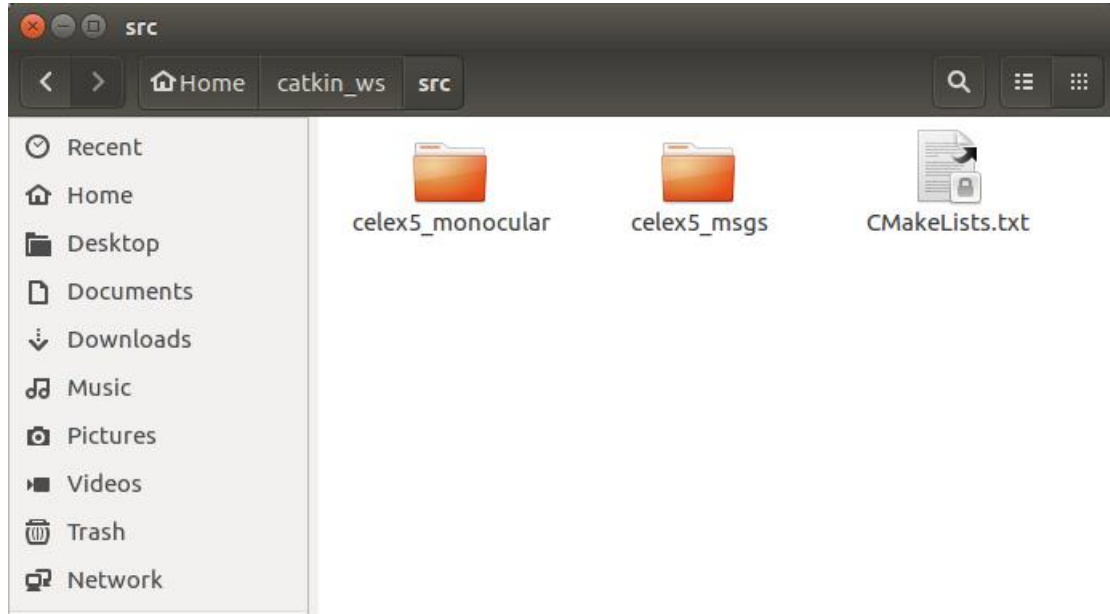 src
Home catkin_ws src
Recent
Home
Desktop
Documents
Downloads
Music
Pictures
Videos
Trash
Network
celex5_monocular celex5_msgs CMakeLists.txt